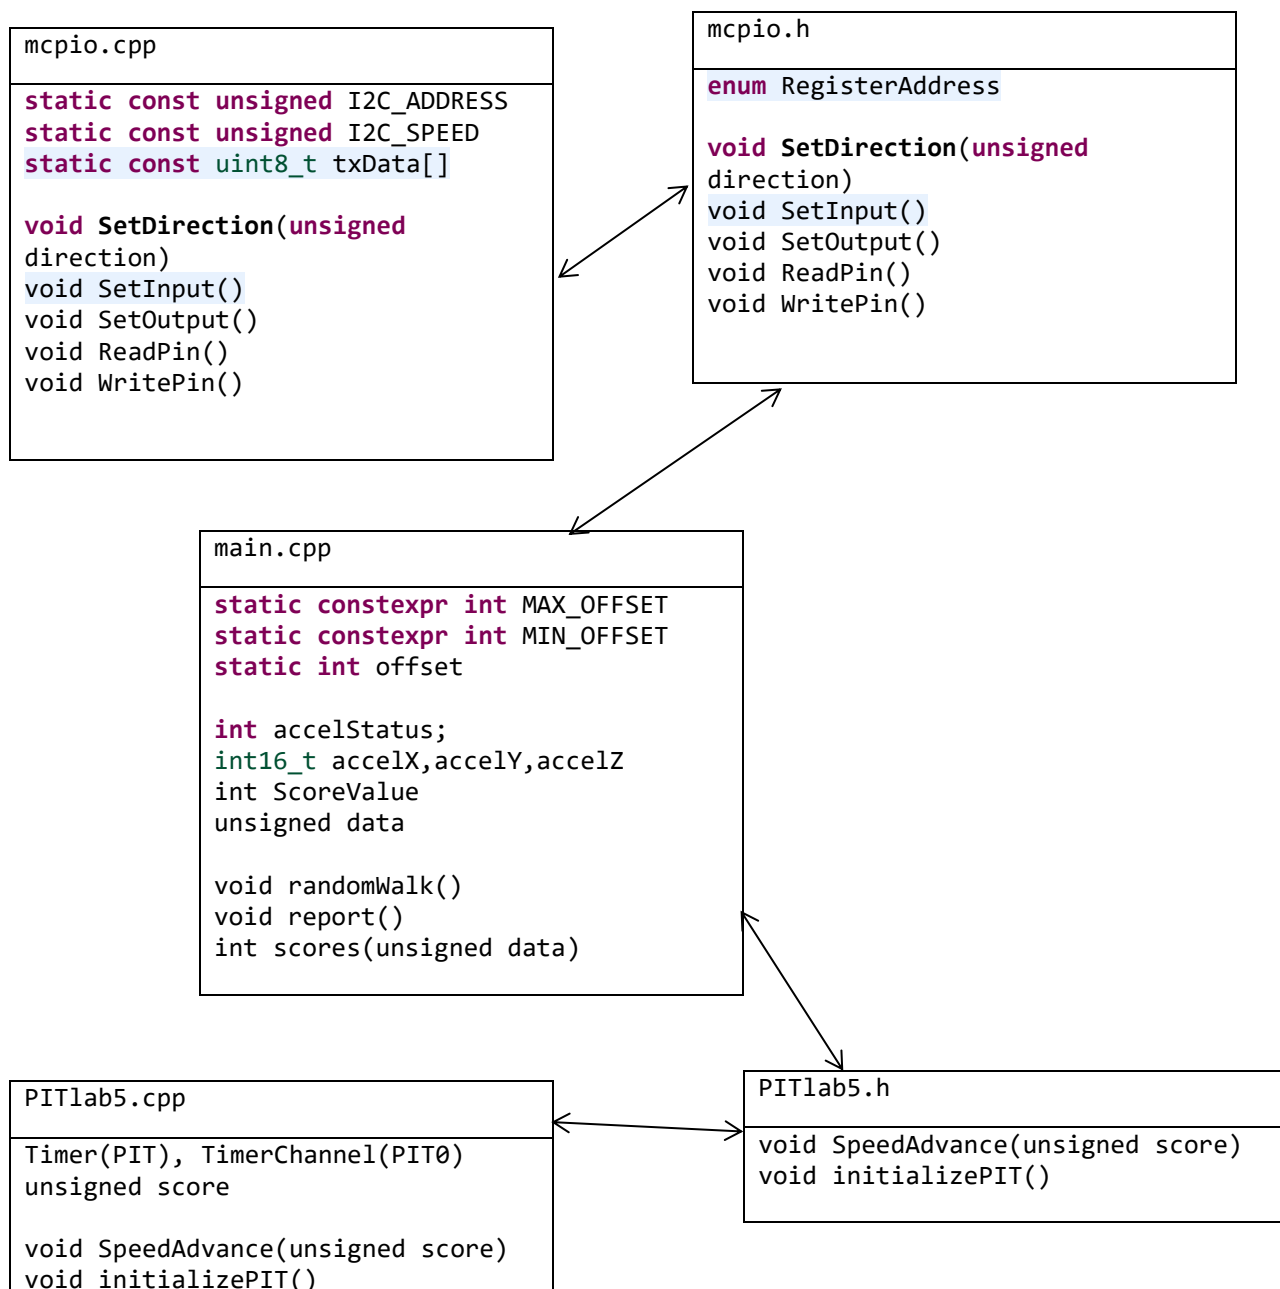 mcpio.cpp
static const unsigned I2C_ADDRESS
static const unsigned I2C_SPEED
static const uint8_t txData[]
void SetDirection(unsigned
direction)
void SetInput()
void SetOutput()
void ReadPin()
void WritePin()
mcpio.h
enum RegisterAddress
void SetDirection(unsigned
direction)
void SetInput()
void SetOutput()
void ReadPin()
void WritePin()
main.cpp
static constexpr int MAX_OFFSET
static constexpr int MIN_OFFSET
static int offset
int accelStatus;
int16_t accelX,accelY,accelZ
int ScoreValue
unsigned data
void randomWalk()
void report()
int scores(unsigned data)
PITlab5.cpp
Timer(PIT), TimerChannel(PIT0)
unsigned score
void SpeedAdvance(unsigned score)
void initializePIT()
PITlab5.h
void SpeedAdvance(unsigned score)
void initializePIT()